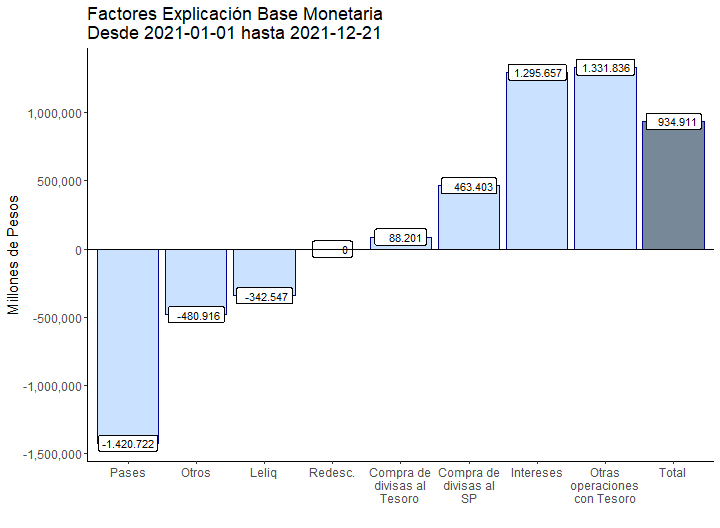 Factores Explicación Base Monetaria
Desde 2021-01-01 hasta 2021-12-21
Millones de Pesos
1,000,000
500,000
0
-500,000
-1,000,000
-1,500,000
-1.420.722
-480.916
-342.547
0
88.201
463.403
1.295.657
1.331.836
934.911
Pases
Otros
Leliq
Redesc.
Compra de
divisas al
Tesoro
Compra de
divisas al
SP
Intereses
Otras
operaciones
con Tesoro
Total